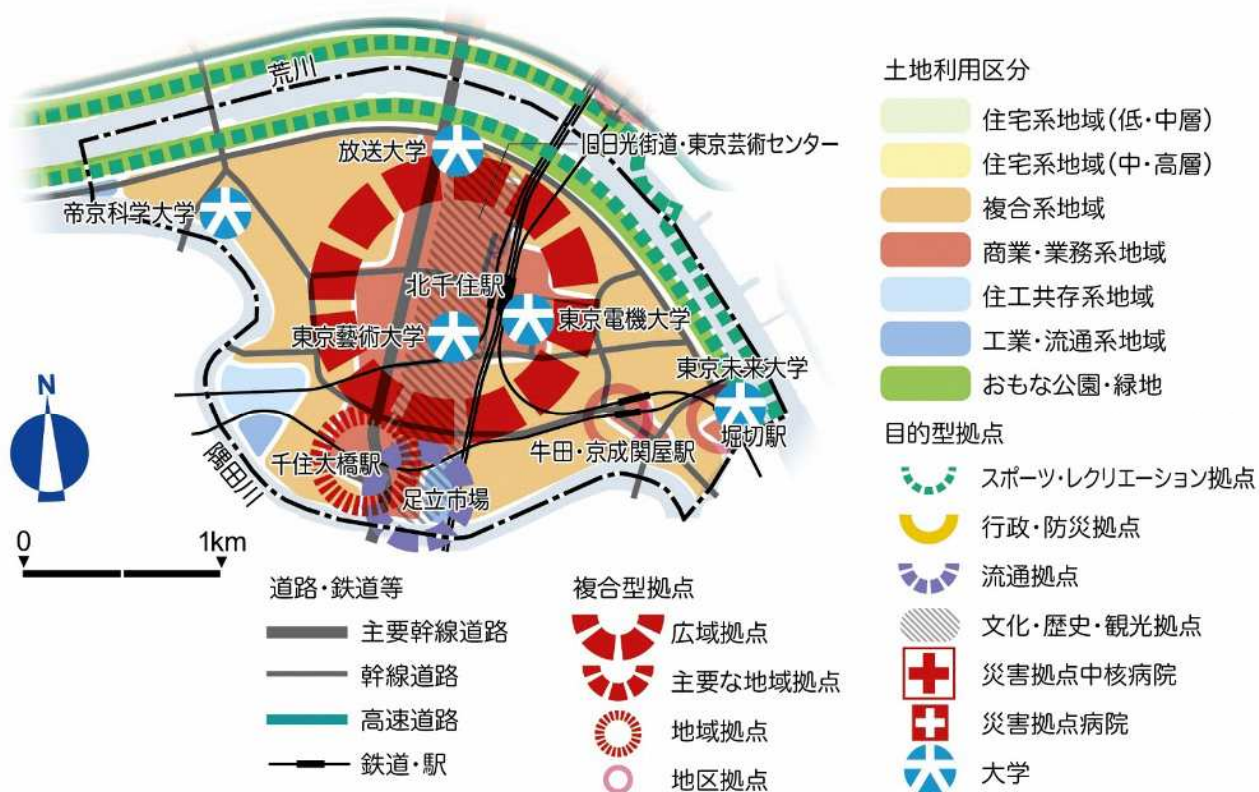 荒川
放送大学
旧日光街道・東京芸術センター
帝京科学大学
北千住駅
東京藝術大学
東京電機大学
東京未来大学
千住大橋駅
牛田・京成関屋駅
堀切駅
隅田川
足立市場
N
0 1km
道路・鉄道等
主要幹線道路
幹線道路
高速道路
鉄道・駅
複合型拠点
広域拠点
主要な地域拠点
地域拠点
地区拠点
土地利用区分
住宅系地域(低・中層)
住宅系地域(中・高層)
複合系地域
商業・業務系地域
住工共存系地域
工業・流通系地域
おもな公園・緑地
目的型拠点
スポーツ・レクリエーション拠点
行政・防災拠点
流通拠点
文化・歴史・観光拠点
災害拠点中核病院
災害拠点病院
大学